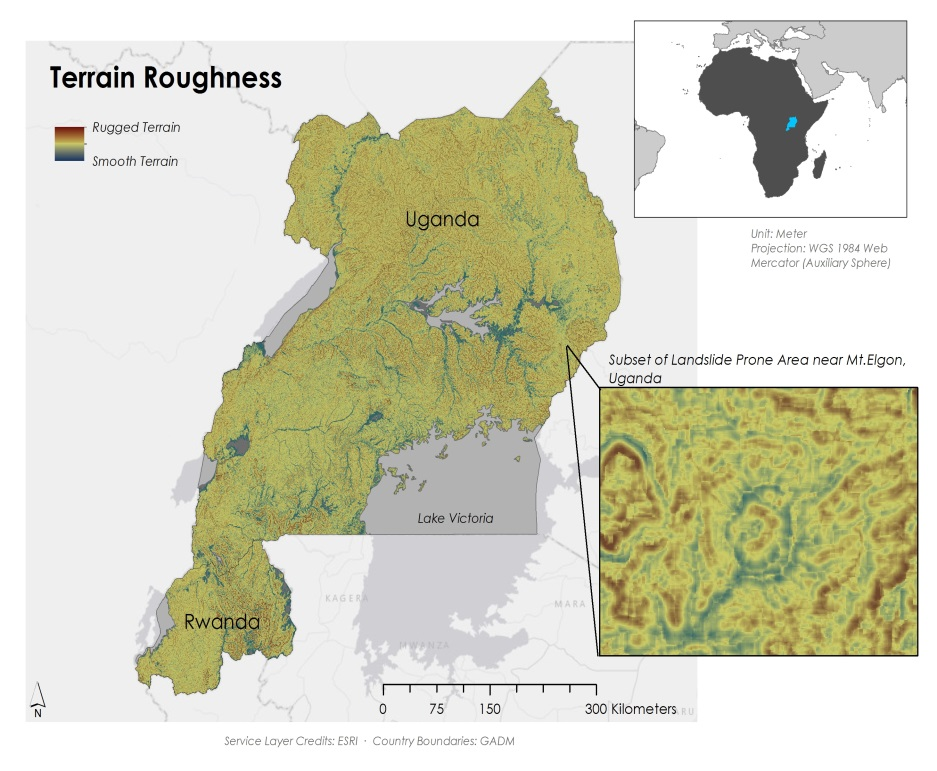 Terrain Roughness
Rugged Terrain
Smooth Terrain
Uganda
Unit: Meter
Projection: WGS 1984 Web
Mercator (Auxiliary Sphere)
Subset of Landslide Prone Area near Mt.Elgon,
Uganda
Lake Victoria
KAGERA
MARA
Rwanda
MWANZA
N
0 75 150 300 Kilometers
Service Layer Credits: ESRI · Country Boundaries: GADM